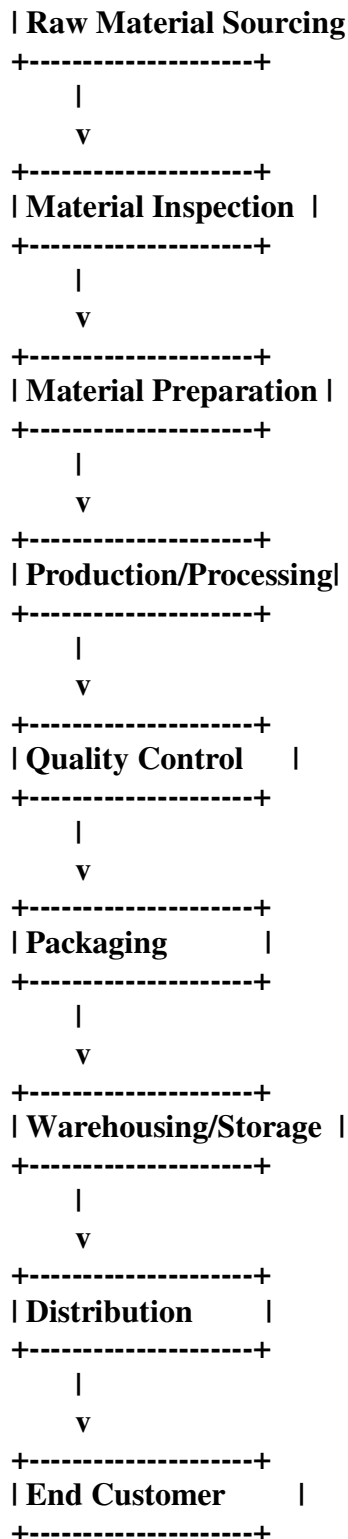 | Raw Material Sourcing
+---------------------+
|
v
+---------------------+
| Material Inspection |
+---------------------+
|
v
+---------------------+
| Material Preparation |
+---------------------+
|
v
+---------------------+
| Production/Processing|
+---------------------+
|
v
+---------------------+
| Quality Control |
+---------------------+
|
v
+---------------------+
| Packaging |
+---------------------+
|
v
+---------------------+
| Warehousing/Storage |
+---------------------+
|
v
+---------------------+
| Distribution |
+---------------------+
|
v
+---------------------+
| End Customer |
+---------------------+